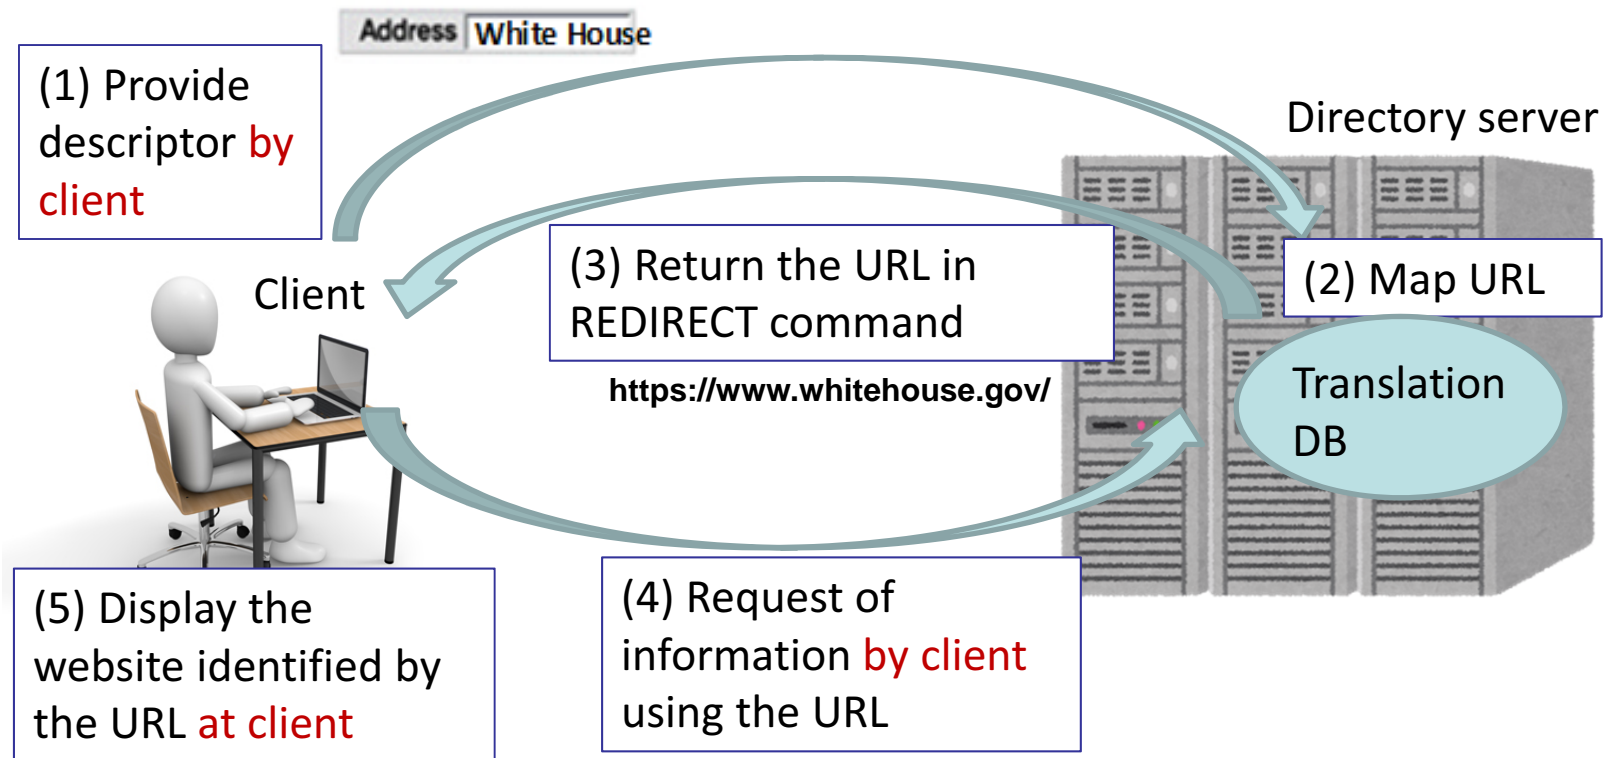 Address White House
(1) Provide
descriptor by
client
Directory server
Client
(3) Return the URL in
REDIRECT command
(2) Map URL
https://www.whitehouse.gov/
Translation
DB
(5) Display the
website identified by
the URL at client
(4) Request of
information by client
using the URL